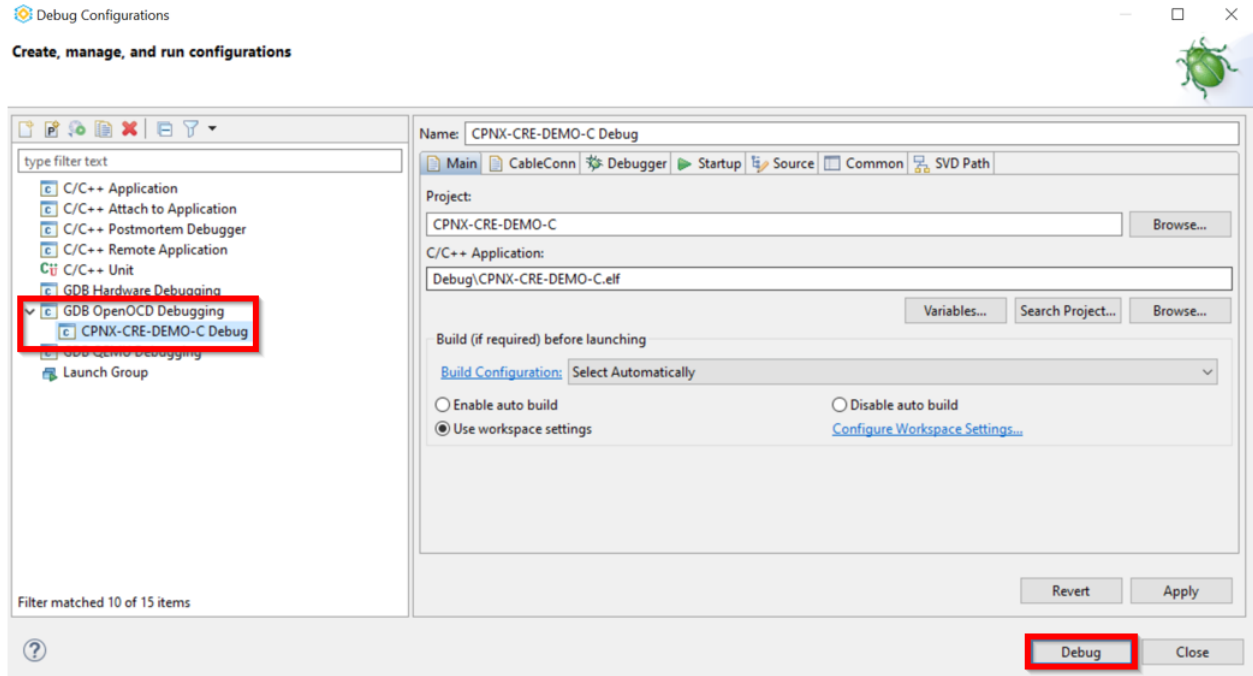 Debug Configurations
Create, manage, and run configurations
type filter text
C/C++ Application
C/C++ Attach to Application
C/C++ Postmortem Debugger
C/C++ Remote Application
C/C++ Unit
GDB Hardware Debugging
GDB OpenOCD Debugging
CPNX-CRE-DEMO-C Debug
GDB QEMU Debugging
Launch Group
Filter matched 10 of 15 items
Name: CPNX-CRE-DEMO-C Debug
Main CableConn Debugger Startup Source Common SVD Path
Project:
CPNX-CRE-DEMO-C Browse...
C/C++ Application:
Debug\CPNX-CRE-DEMO-C.elf
Variables... Search Project... Browse...
Build (if required) before launching
Build Configuration: Select Automatically
Enable auto build Disable auto build
Use workspace settings Configure Workspace Settings...
Revert Apply
Debug Close